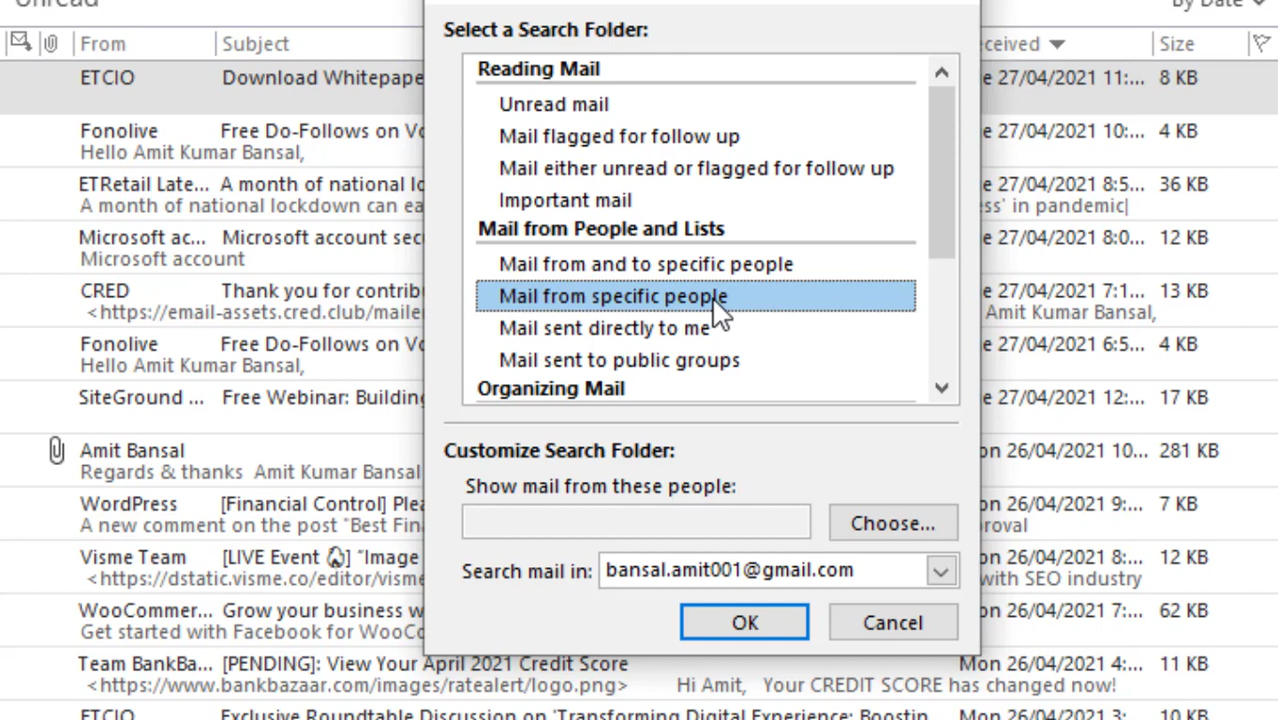 Unread
By Date
From
Subject
ceived
Size
ETCIO
Download Whitepape
e 27/04/2021 11:...
8 KB
Fonolive
Free Do-Follows on Vo
e 27/04/2021 10:...
4 KB
Hello Amit Kumar Bansal,
ETRetail Late...
A month of national lo
e 27/04/2021 8:5...
36 KB
A month of national lockdown can ea
ess' in pandemic|
Microsoft ac...
Microsoft account sec
e 27/04/2021 8:0...
12 KB
Microsoft account
CRED
Thank you for contribu
e 27/04/2021 7:1...
13 KB
<https://email-assets.cred.club/maile
Amit Kumar Bansal,
Fonolive
Free Do-Follows on Vo
e 27/04/2021 6:5...
4 KB
Hello Amit Kumar Bansal,
SiteGround ...
Free Webinar: Building
e 27/04/2021 12:...
17 KB
Amit Bansal
on 26/04/2021 10...
281 KB
Regards & thanks Amit Kumar Bansal
WordPress
[Financial Control] Plea
on 26/04/2021 9:...
7 KB
A new comment on the post "Best Fina
roval
Visme Team
[LIVE Event ] "Image
on 26/04/2021 8:...
12 KB
<https://dstatic.visme.co/editor/visme
with SEO industry
WooCommer...
Grow your business w
on 26/04/2021 7:...
62 KB
Get started with Facebook for WooCo
Team BankBa...
[PENDING]: View Your April 2021 Credit Score
Mon 26/04/2021 4:...
11 KB
<https://www.bankbazaar.com/images/ratealert/logo.png>
Hi Amit, Your CREDIT SCORE has changed now!
ETCIO
Exclusive Roundtable Discussion on 'Transforming Digital Experience: Boostin
Mon 26/04/2021 4:...
10 KB
Select a Search Folder:
Reading Mail
Unread mail
Mail flagged for follow up
Mail either unread or flagged for follow up
Important mail
Mail from People and Lists
Mail from and to specific people
Mail from specific people
Mail sent directly to me
Mail sent to public groups
Organizing Mail
Customize Search Folder:
Show mail from these people:
Choose...
Search mail in:
bansal.amit001@gmail.com
OK
Cancel